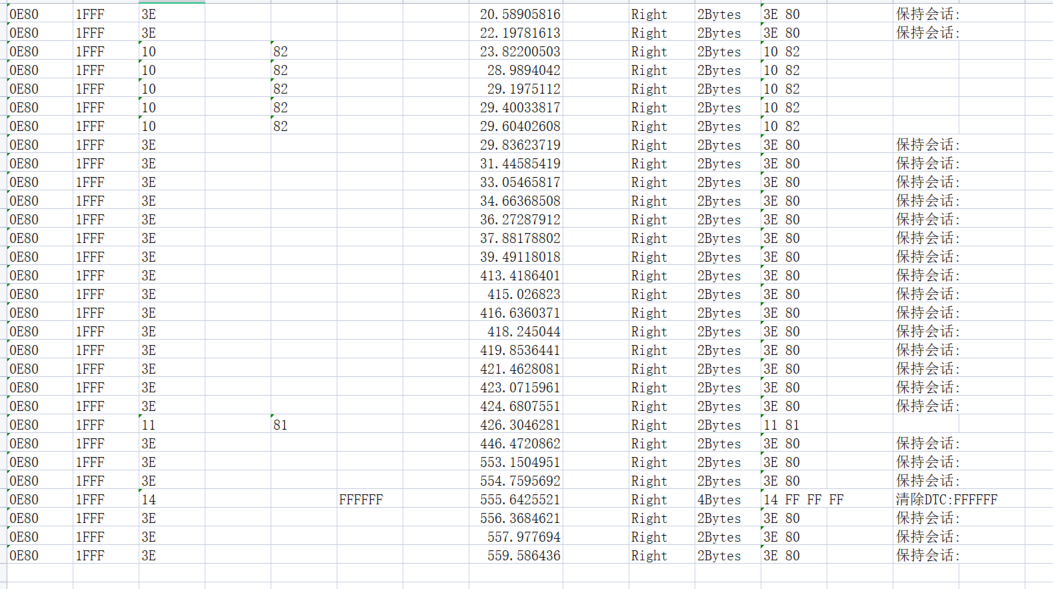 0E80 1FFF 3E 20.58905816 Right 2Bytes 3E 80 保持会话:
0E80 1FFF 3E 22.19781613 Right 2Bytes 3E 80 保持会话:
0E80 1FFF 10 82 23.82200503 Right 2Bytes 10 82
0E80 1FFF 10 82 28.9894042 Right 2Bytes 10 82
0E80 1FFF 10 82 29.1975112 Right 2Bytes 10 82
0E80 1FFF 10 82 29.40033817 Right 2Bytes 10 82
0E80 1FFF 10 82 29.60402608 Right 2Bytes 10 82
0E80 1FFF 3E 29.83623719 Right 2Bytes 3E 80 保持会话:
0E80 1FFF 3E 31.44585419 Right 2Bytes 3E 80 保持会话:
0E80 1FFF 3E 33.05465817 Right 2Bytes 3E 80 保持会话:
0E80 1FFF 3E 34.66368508 Right 2Bytes 3E 80 保持会话:
0E80 1FFF 3E 36.27287912 Right 2Bytes 3E 80 保持会话:
0E80 1FFF 3E 37.88178802 Right 2Bytes 3E 80 保持会话:
0E80 1FFF 3E 39.49118018 Right 2Bytes 3E 80 保持会话:
0E80 1FFF 3E 413.4186401 Right 2Bytes 3E 80 保持会话:
0E80 1FFF 3E 415.026823 Right 2Bytes 3E 80 保持会话:
0E80 1FFF 3E 416.6360371 Right 2Bytes 3E 80 保持会话:
0E80 1FFF 3E 418.245044 Right 2Bytes 3E 80 保持会话:
0E80 1FFF 3E 419.8536441 Right 2Bytes 3E 80 保持会话:
0E80 1FFF 3E 421.4628081 Right 2Bytes 3E 80 保持会话:
0E80 1FFF 3E 423.0715961 Right 2Bytes 3E 80 保持会话:
0E80 1FFF 3E 424.6807551 Right 2Bytes 3E 80 保持会话:
0E80 1FFF 11 81 426.3046281 Right 2Bytes 11 81
0E80 1FFF 3E 446.4720862 Right 2Bytes 3E 80 保持会话:
0E80 1FFF 3E 553.1504951 Right 2Bytes 3E 80 保持会话:
0E80 1FFF 3E 554.7595692 Right 2Bytes 3E 80 保持会话:
0E80 1FFF 14 FFFFFF 555.6425521 Right 4Bytes 14 FF FF FF 清除DTC:FFFFFF
0E80 1FFF 3E 556.3684621 Right 2Bytes 3E 80 保持会话:
0E80 1FFF 3E 557.977694 Right 2Bytes 3E 80 保持会话:
0E80 1FFF 3E 559.586436 Right 2Bytes 3E 80 保持会话: